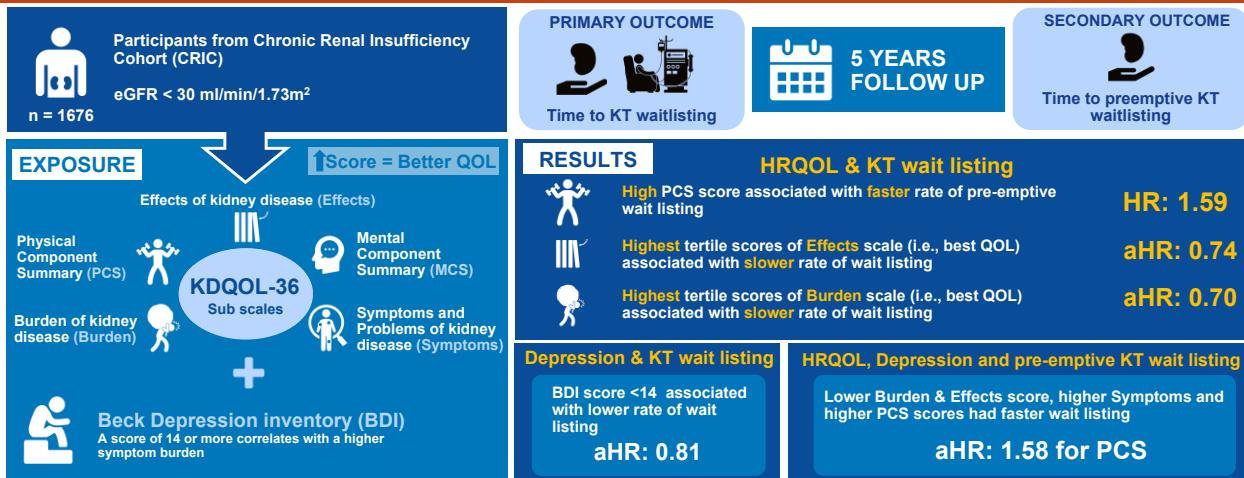 Participants from Chronic Renal Insufficiency
Cohort (CRIC)
eGFR < 30 ml/min/1.73m²
n = 1676
PRIMARY OUTCOME
Time to KT waitlisting
5 YEARS
FOLLOW UP
SECONDARY OUTCOME
Time to preemptive KT
waitlisting
EXPOSURE
Score = Better QOL
Effects of kidney disease (Effects)
Physical
Component
Summary (PCS)
Mental
Component
Summary (MCS)
KDQOL-36
Sub scales
Burden of kidney
disease (Burden)
Symptoms and
Problems of kidney
disease (Symptoms)
Beck Depression inventory (BDI)
A score of 14 or more correlates with a higher
symptom burden
RESULTS
HRQOL & KT wait listing
High PCS score associated with faster rate of pre-emptive
wait listing
HR: 1.59
Highest tertile scores of Effects scale (i.e., best QOL)
associated with slower rate of wait listing
aHR: 0.74
Highest tertile scores of Burden scale (i.e., best QOL)
associated with slower rate of wait listing
aHR: 0.70
Depression & KT wait listing
BDI score <14 associated
with lower rate of wait
listing
aHR: 0.81
HRQOL, Depression and pre-emptive KT wait listing
Lower Burden & Effects score, higher Symptoms and
higher PCS scores had faster wait listing
aHR: 1.58 for PCS